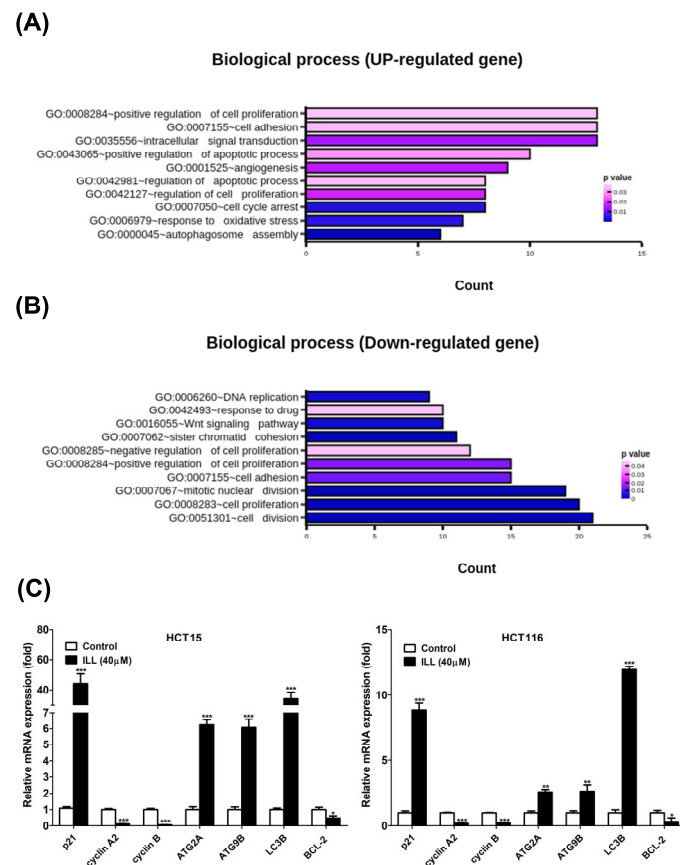 (A)
Biological process (UP-regulated gene)
GO:0008284~positive regulation of cell proliferation
GO:0007155~cell adhesion
GO:0035556~intracellular signal transduction
GO:0043065~positive regulation of apoptotic process
GO:0001525~angiogenesis
GO:0042981~regulation of apoptotic process
GO:0042127~regulation of cell proliferation
GO:0007050~cell cycle arrest
GO:0006979~response to oxidative stress
GO:0000045~autophagosome assembly
p value
0.03
0.02
0.01
0 5 10 15
Count
(B)
Biological process (Down-regulated gene)
GO:0006260~DNA replication
GO:0042493~response to drug
GO:0016055~Wnt signaling pathway
GO:0007062~sister chromatid cohesion
GO:0008285~negative regulation of cell proliferation
GO:0008284~positive regulation of cell proliferation
GO:0007155~cell adhesion
GO:0007067~mitotic nuclear division
GO:0008283~cell proliferation
GO:0051301~cell division
p value
0.04
0.03
0.02
0.01
0
0 5 10 15 20 25
Count
(C)
HCT15
Control
ILL (40μM)
Relative mRNA expression (fold)
80
60
40
7
6
5
4
3
2
1
0
*** *** *** *** *** *** *
p21 cyclin A2 cyclin B ATG2A ATG9B LC3B BCL-2
HCT116
Control
ILL (40μM)
Relative mRNA expression (fold)
15
10
5
0
*** *** *** ** ** *** *
p21 cyclin A2 cyclin B ATG2A ATG9B LC3B BCL-2